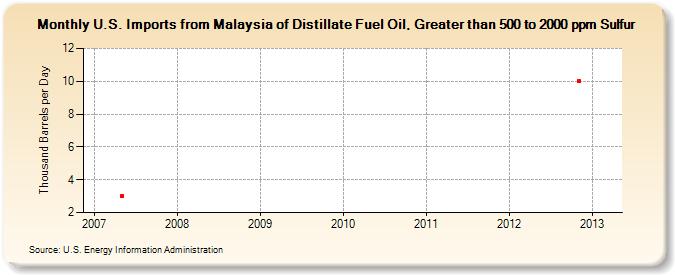 Monthly U.S. Imports from Malaysia of Distillate Fuel Oil, Greater than 500 to 2000 ppm Sulfur
Thousand Barrels per Day
12
10
8
6
4
2
2007 2008 2009 2010 2011 2012 2013
Source: U.S. Energy Information Administration